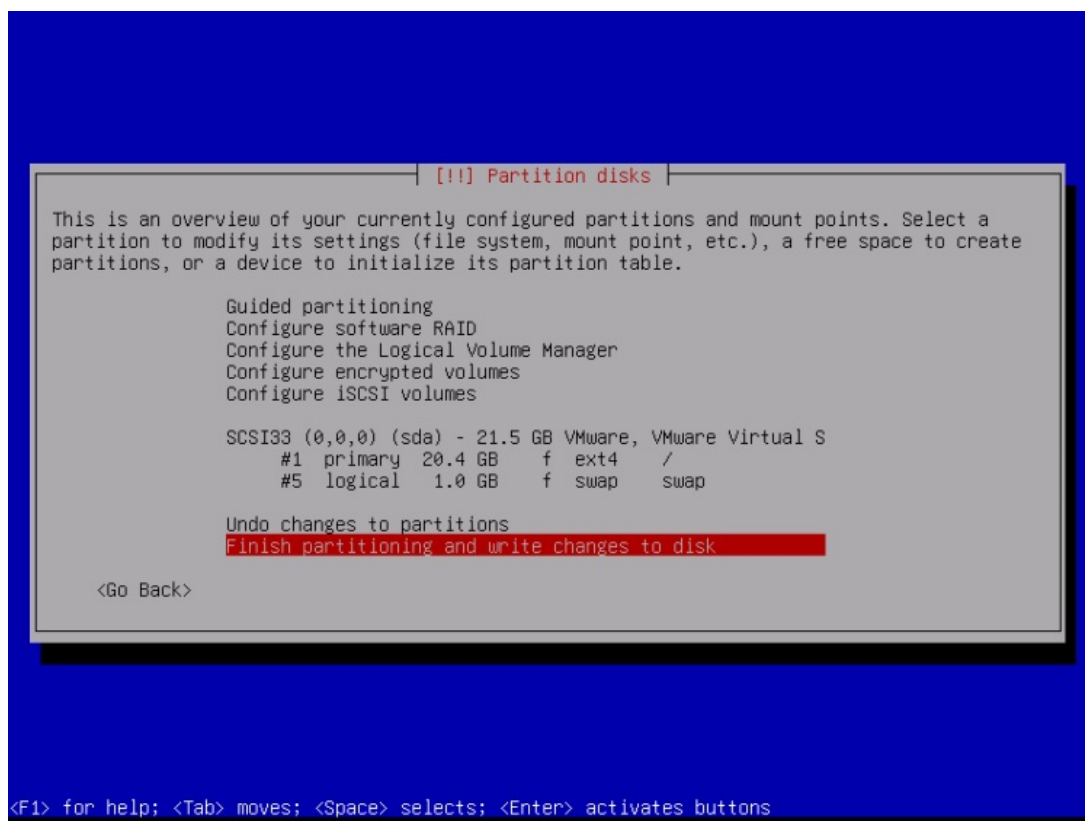 [!!] Partition disks
This is an overview of your currently configured partitions and mount points. Select a
partition to modify its settings (file system, mount point, etc.), a free space to create
partitions, or a device to initialize its partition table.
Guided partitioning
Configure software RAID
Configure the Logical Volume Manager
Configure encrypted volumes
Configure iSCSI volumes
SCSI33 (0,0,0) (sda) - 21.5 GB VMware, VMware Virtual S
#1 primary 20.4 GB f ext4 /
#5 logical 1.0 GB f swap swap
Undo changes to partitions
Finish partitioning and write changes to disk
<Go Back>
<F1> for help; <Tab> moves; <Space> selects; <Enter> activates buttons